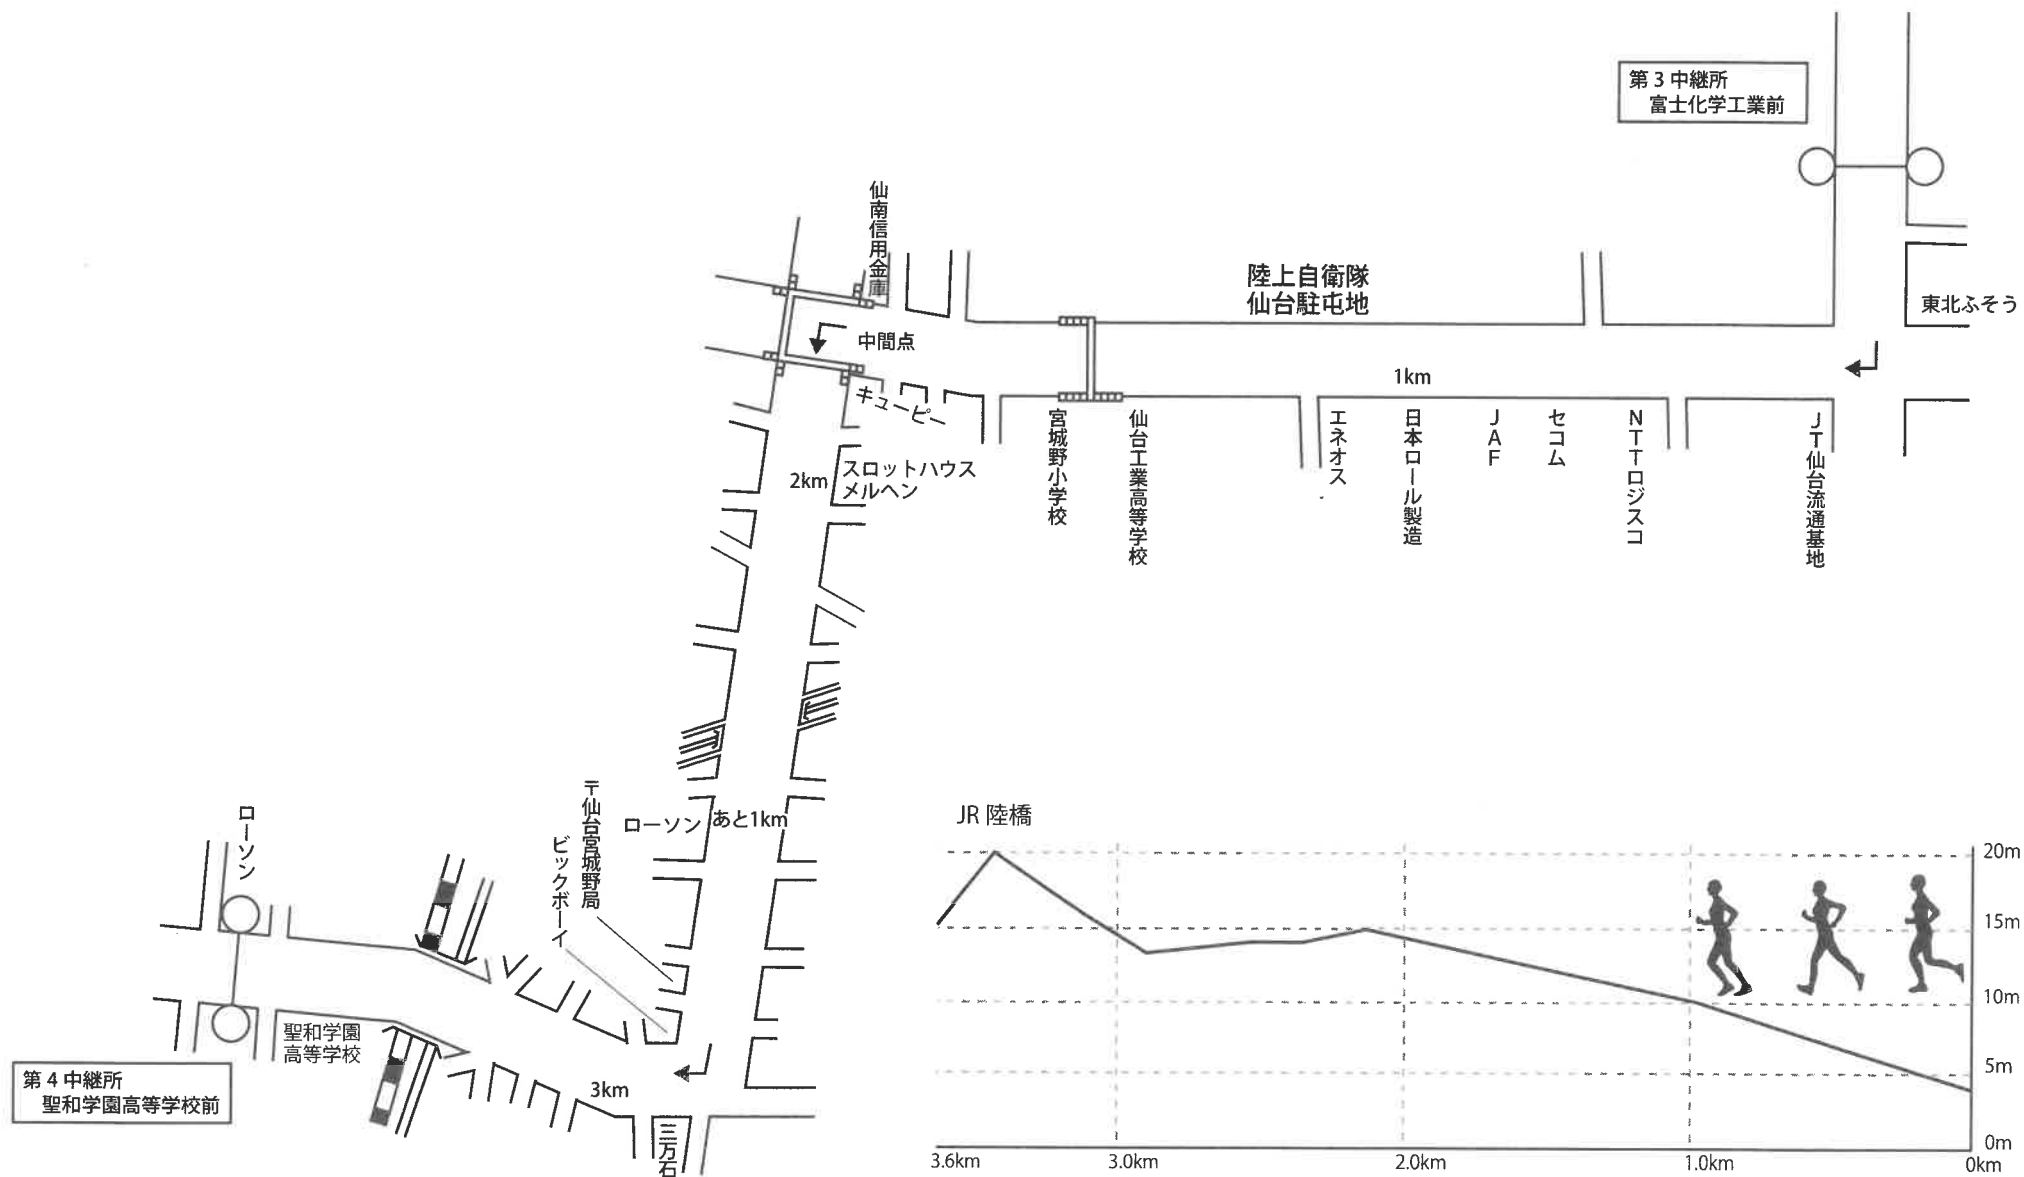 第3中継所
富士化学工業前
仙南信用金庫
陸上自衛隊
仙台駐屯地
東北ふそう
中間点
1km
キューピー
宮城野小学校
仙台工業高等学校
エネオス
日本ロール製造
JAF
セコム
NTTロジスコ
JT仙台流通基地
2km
スロットハウス
メルヘン
〒仙台宮城野局
ローソン
あと1km
ビックボーイ
ローソン
JR 陸橋
20m
15m
10m
5m
0m
3.6km
3.0km
2.0km
1.0km
0km
聖和学園
高等学校
第4中継所
聖和学園高等学校前
3km
三万石